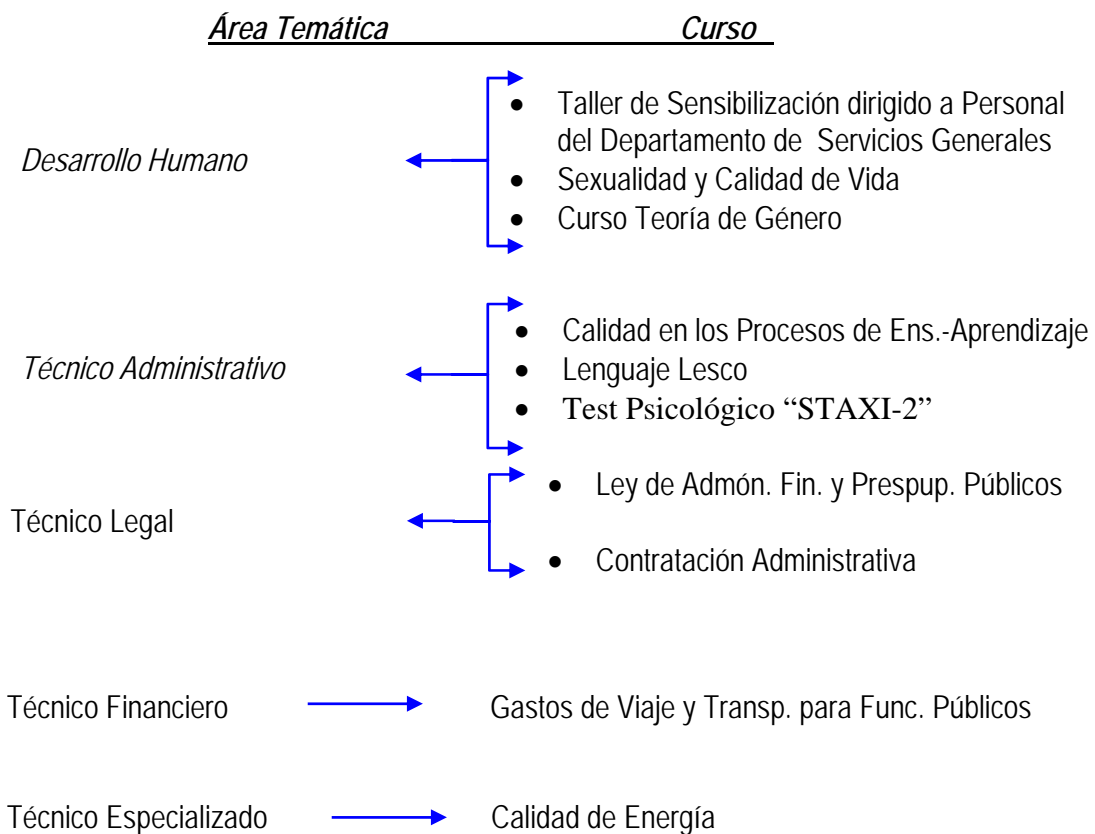 Área Temática Curso
• Taller de Sensibilización dirigido a Personal
del Departamento de Servicios Generales
Desarrollo Humano
• Sexualidad y Calidad de Vida
• Curso Teoría de Género
• Calidad en los Procesos de Ens.-Aprendizaje
Técnico Administrativo
• Lenguaje Lesco
• Test Psicológico “STAXI-2”
• Ley de Admón. Fin. y Prespup. Públicos
Técnico Legal
• Contratación Administrativa
Técnico Financiero Gastos de Viaje y Transp. para Func. Públicos
Técnico Especializado Calidad de Energía